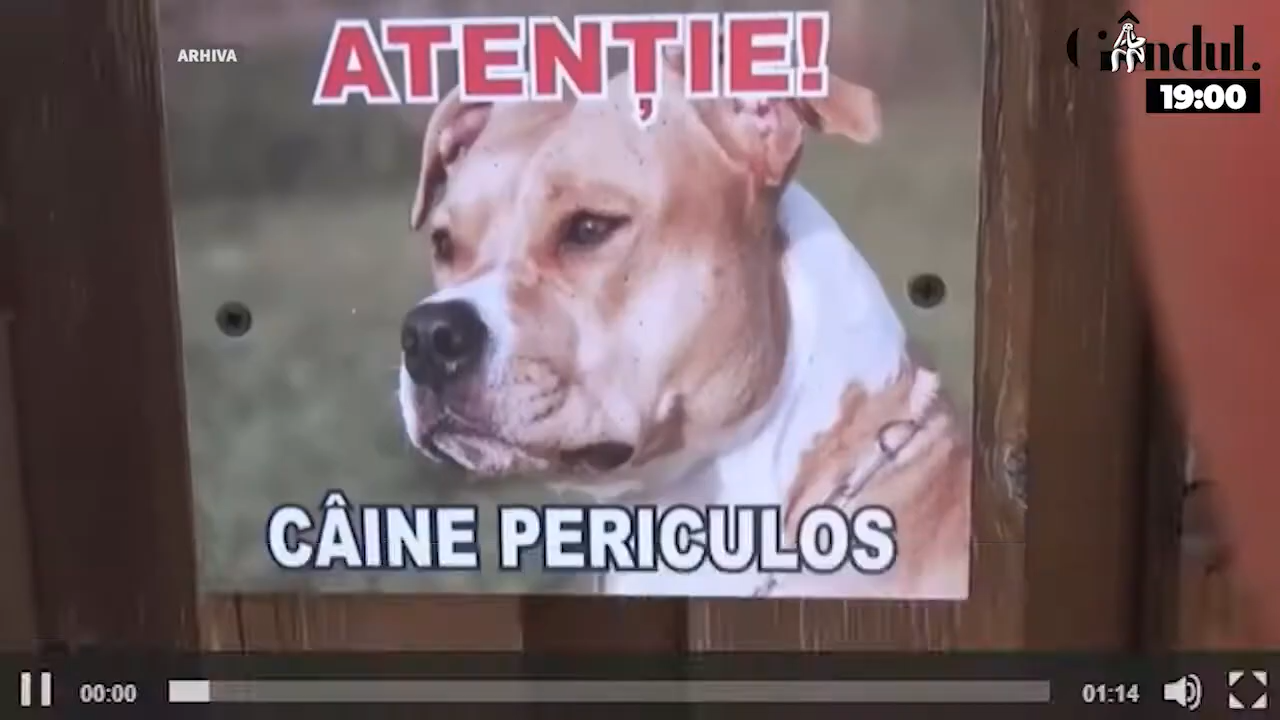 ATENȚIE!
ARHIVA
Gândul.
19:00
CÂINE PERICULOS
00:00
01:14